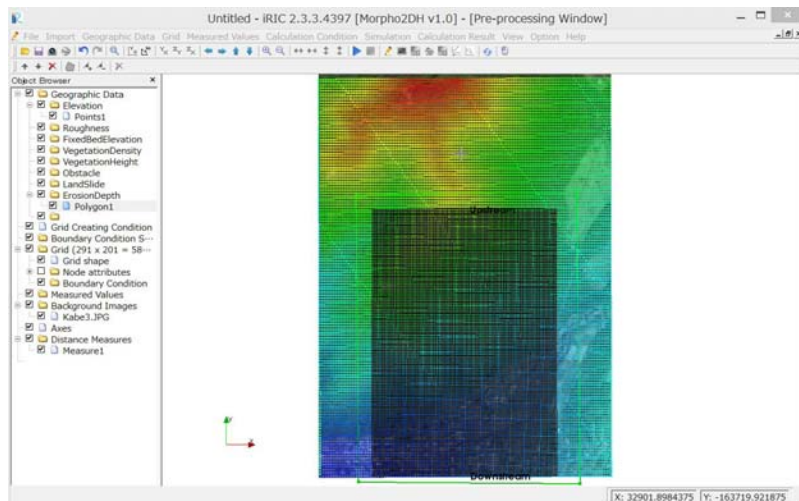 Untitled - iRIC 2.3.3.4397 [Morpho2DH v1.0] - [Pre-processing Window]
File Import Geographic Data Grid Measured Values Calculation Condition Simulation Calculation Result View Option Help
Object Browser
Geographic Data
Elevation
Points1
Roughness
FixedBedElevation
VegetationDensity
VegetationHeight
Obstacle
LandSlide
ErosionDepth
Polygon1
Grid Creating Condition
Boundary Condition S···
Grid (291 x 201 = 58···
Grid shape
Node attributes
Boundary Condition
Measured Values
Background Images
Kabe3.JPG
Axes
Distance Measures
Measure1
Upstream
Downstream
X: 32901.8984375 Y: -163719.921875